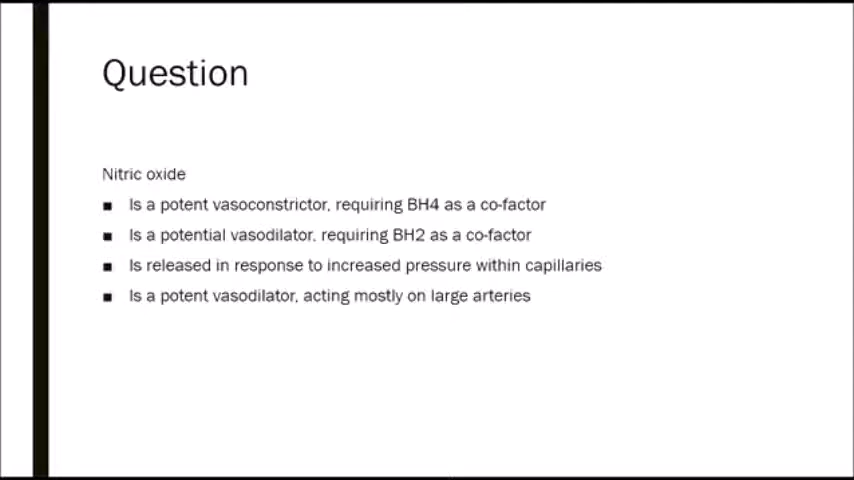 Question
Nitric oxide
■ Is a potent vasoconstrictor, requiring BH4 as a co-factor
■ Is a potential vasodilator, requiring BH2 as a co-factor
■ Is released in response to increased pressure within capillaries
■ Is a potent vasodilator, acting mostly on large arteries